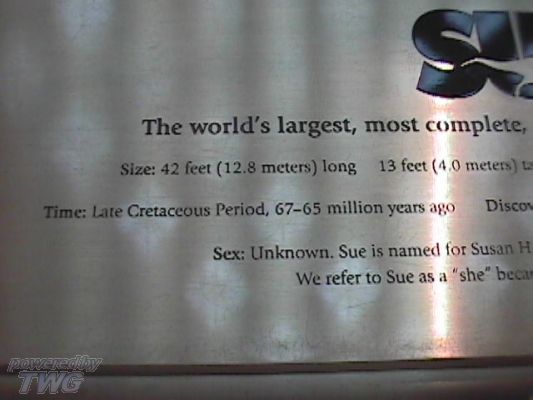 The world's largest, most complete,
Size: 42 feet (12.8 meters) long 13 feet (4.0 meters)
Time: Late Cretaceous Period, 67–65 million years ago
Sex: Unknown. Sue is named for Susan H
We refer to Sue as a "she"
powered by
TWG